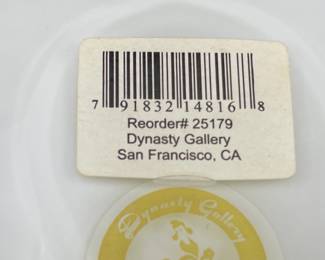 7 91832 14816 8
Reorder# 25179
Dynasty Gallery
San Francisco, CA
Dynasty Gallery